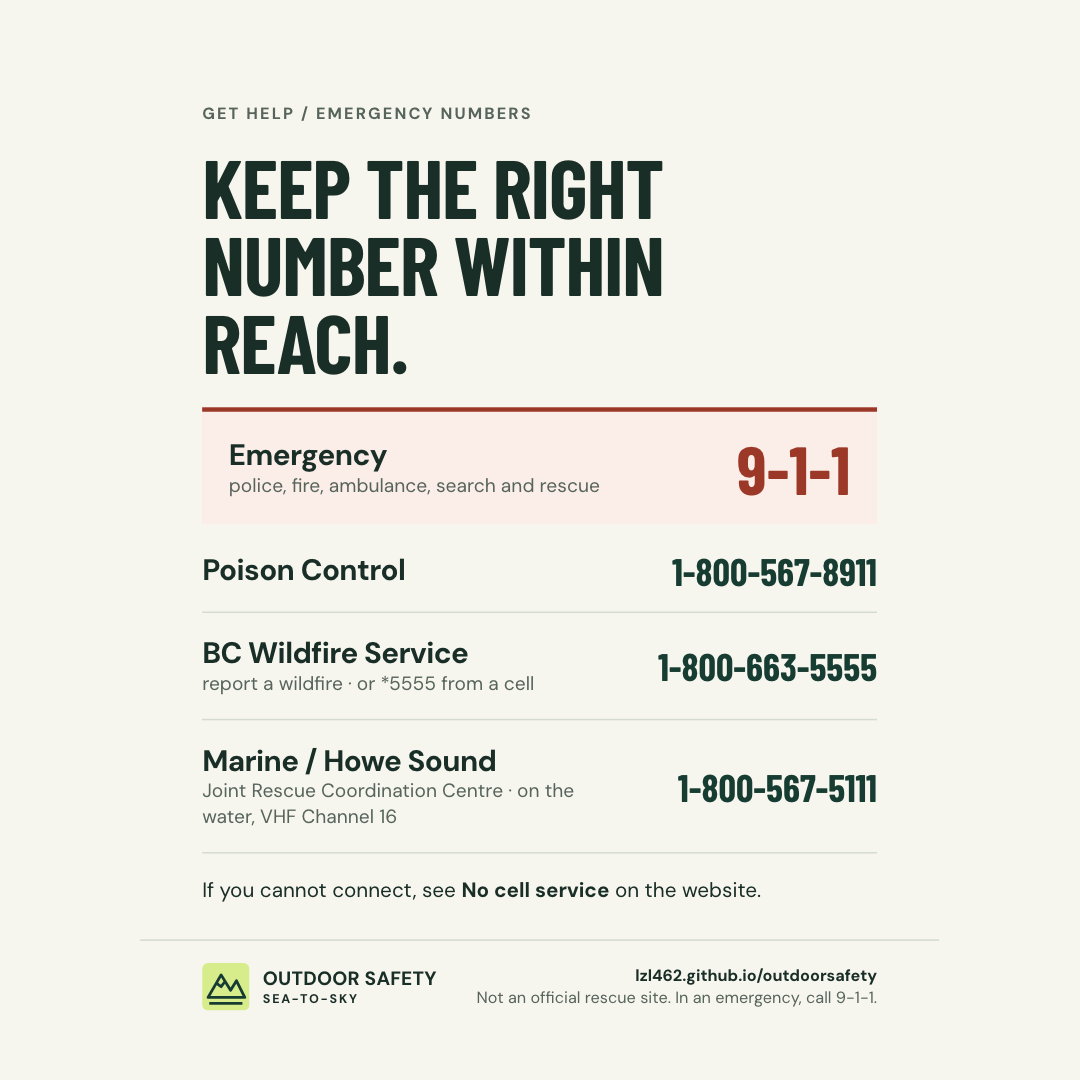 GET HELP / EMERGENCY NUMBERS
KEEP THE RIGHT
NUMBER WITHIN
REACH.
Emergency
police, fire, ambulance, search and rescue
9-1-1
Poison Control
1-800-567-8911
BC Wildfire Service
report a wildfire · or *5555 from a cell
1-800-663-5555
Marine / Howe Sound
Joint Rescue Coordination Centre · on the
water, VHF Channel 16
1-800-567-5111
If you cannot connect, see No cell service on the website.
OUTDOOR SAFETY
SEA-TO-SKY
lzl462.github.io/outdoorsafety
Not an official rescue site. In an emergency, call 9-1-1.